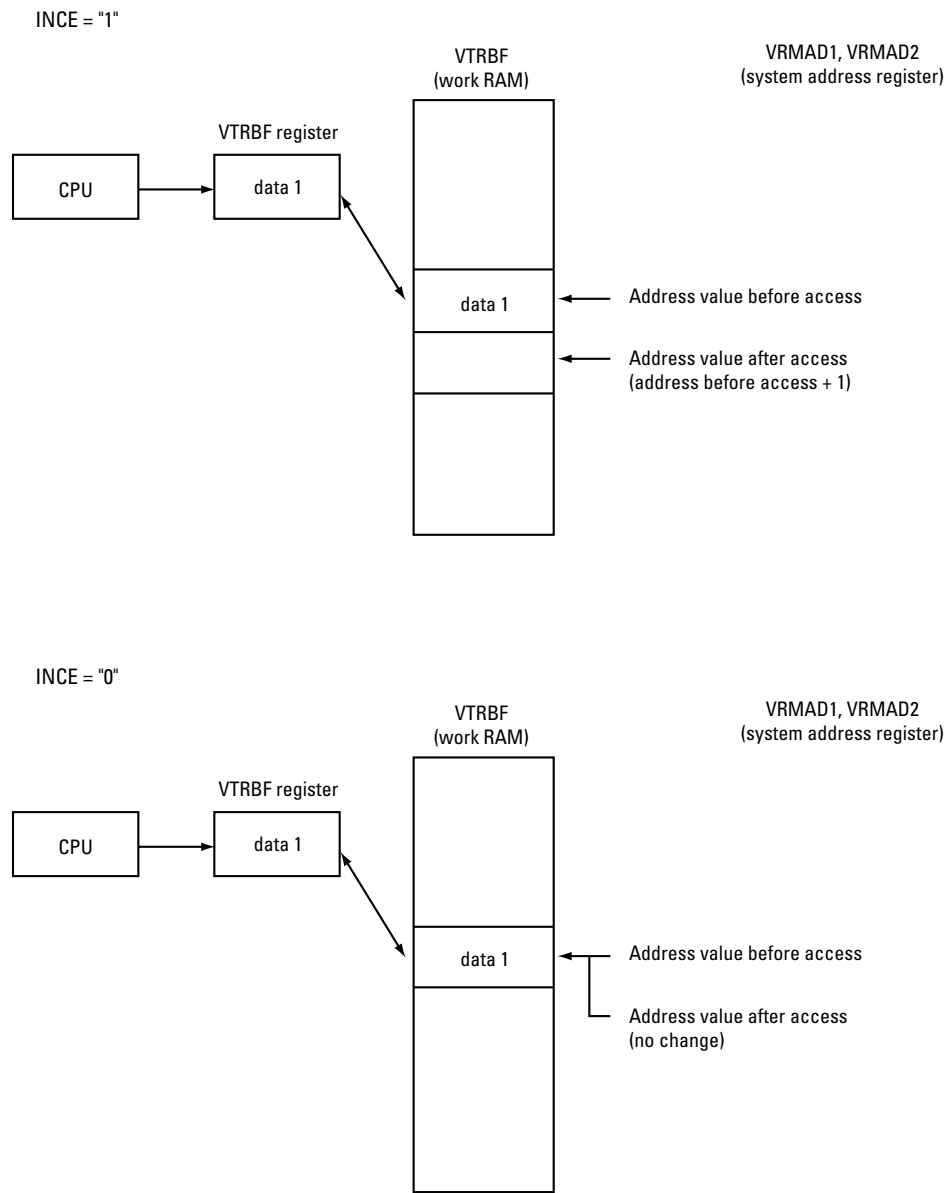 INCE = "1"
VTRBF
(work RAM)
VRMAD1, VRMAD2
(system address register)
VTRBF register
CPU
data 1
data 1
Address value before access
Address value after access
(address before access + 1)
INCE = "0"
VTRBF
(work RAM)
VRMAD1, VRMAD2
(system address register)
VTRBF register
CPU
data 1
data 1
Address value before access
Address value after access
(no change)